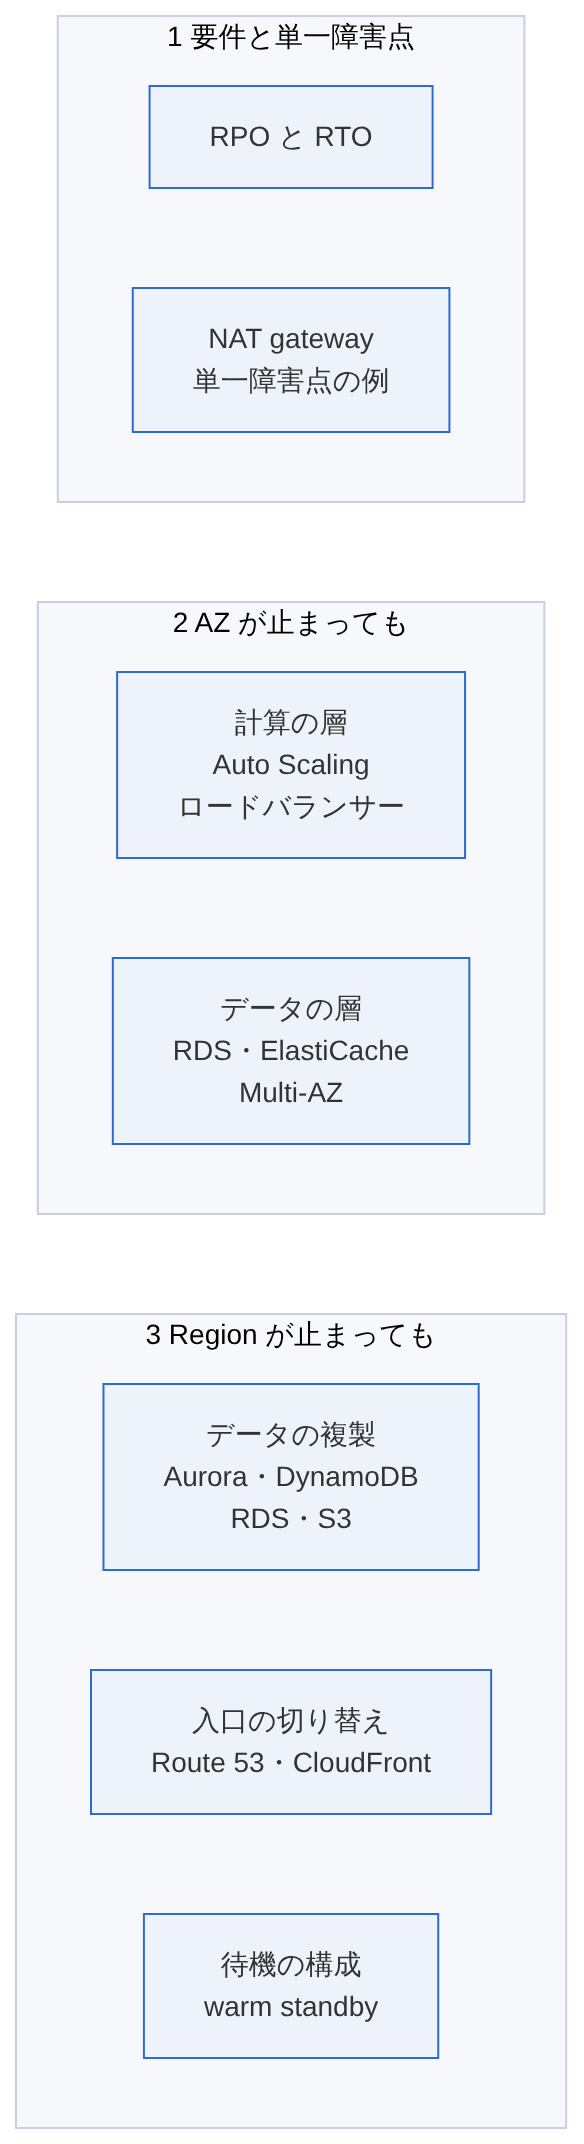 1 要件と単一障害点
RPO と RTO
NAT gateway
単一障害点の例
2 AZ が止まっても
計算の層
Auto Scaling
ロードバランサー
データの層
RDS・ElastiCache
Multi-AZ
3 Region が止まっても
データの複製
Aurora・DynamoDB
RDS・S3
入口の切り替え
Route 53・CloudFront
待機の構成
warm standby